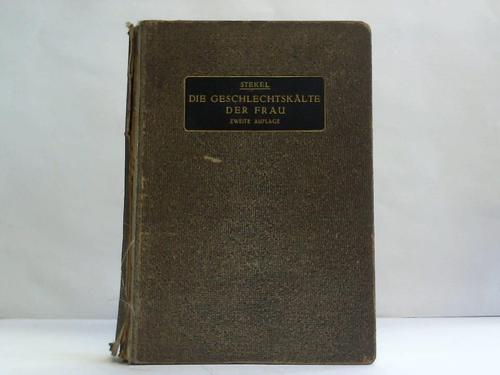 STEKEL
DIE GESCHLECHTSKÄLTE
DER FRAU
ZWEITE AUFLAGE